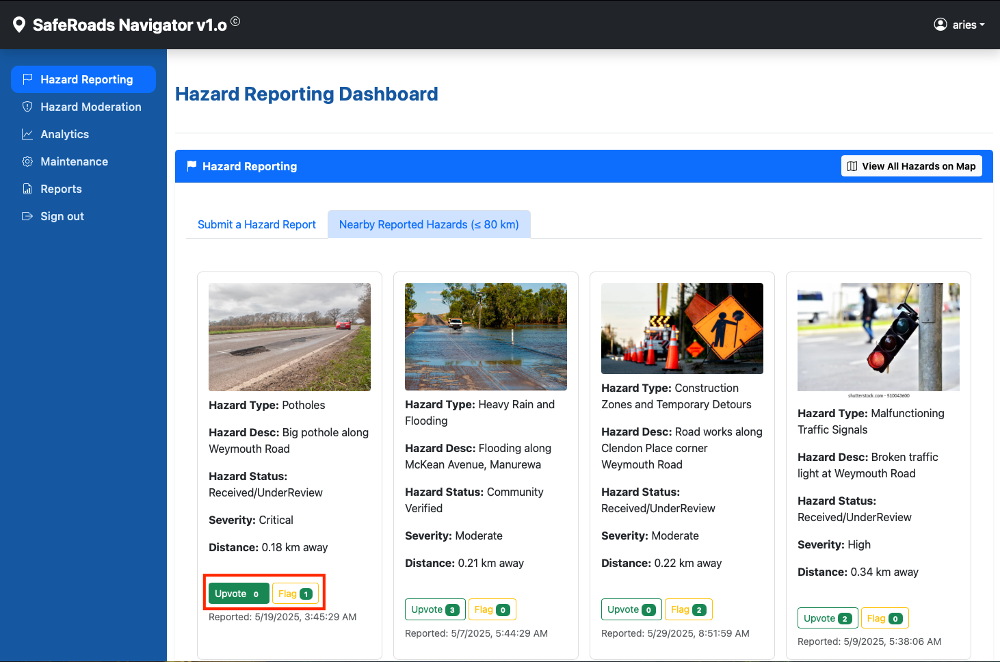 SafeRoads Navigator v1.o ©
aries
Hazard Reporting
Hazard Moderation
Analytics
Maintenance
Reports
Sign out
Hazard Reporting Dashboard
Hazard Reporting
View All Hazards on Map
Submit a Hazard Report
Nearby Reported Hazards (≤ 80 km)
Hazard Type: Potholes
Hazard Desc: Big pothole along
Weymouth Road
Hazard Status:
Received/UnderReview
Severity: Critical
Distance: 0.18 km away
Upvote 0 Flag 1
Reported: 5/19/2025, 3:45:29 AM
Hazard Type: Heavy Rain and
Flooding
Hazard Desc: Flooding along
McKean Avenue, Manurewa
Hazard Status: Community
Verified
Severity: Moderate
Distance: 0.21 km away
Upvote 3 Flag 0
Reported: 5/7/2025, 5:44:29 AM
Hazard Type: Construction
Zones and Temporary Detours
Hazard Desc: Road works along
Clendon Place corner
Weymouth Road
Hazard Status:
Received/UnderReview
Severity: Moderate
Distance: 0.22 km away
Upvote 0 Flag 2
Reported: 5/29/2025, 8:51:59 AM
shutterstock.com · 510043600
Hazard Type: Malfunctioning
Traffic Signals
Hazard Desc: Broken traffic
light at Weymouth Road
Hazard Status:
Received/UnderReview
Severity: High
Distance: 0.34 km away
Upvote 2 Flag 0
Reported: 5/9/2025, 5:38:06 AM